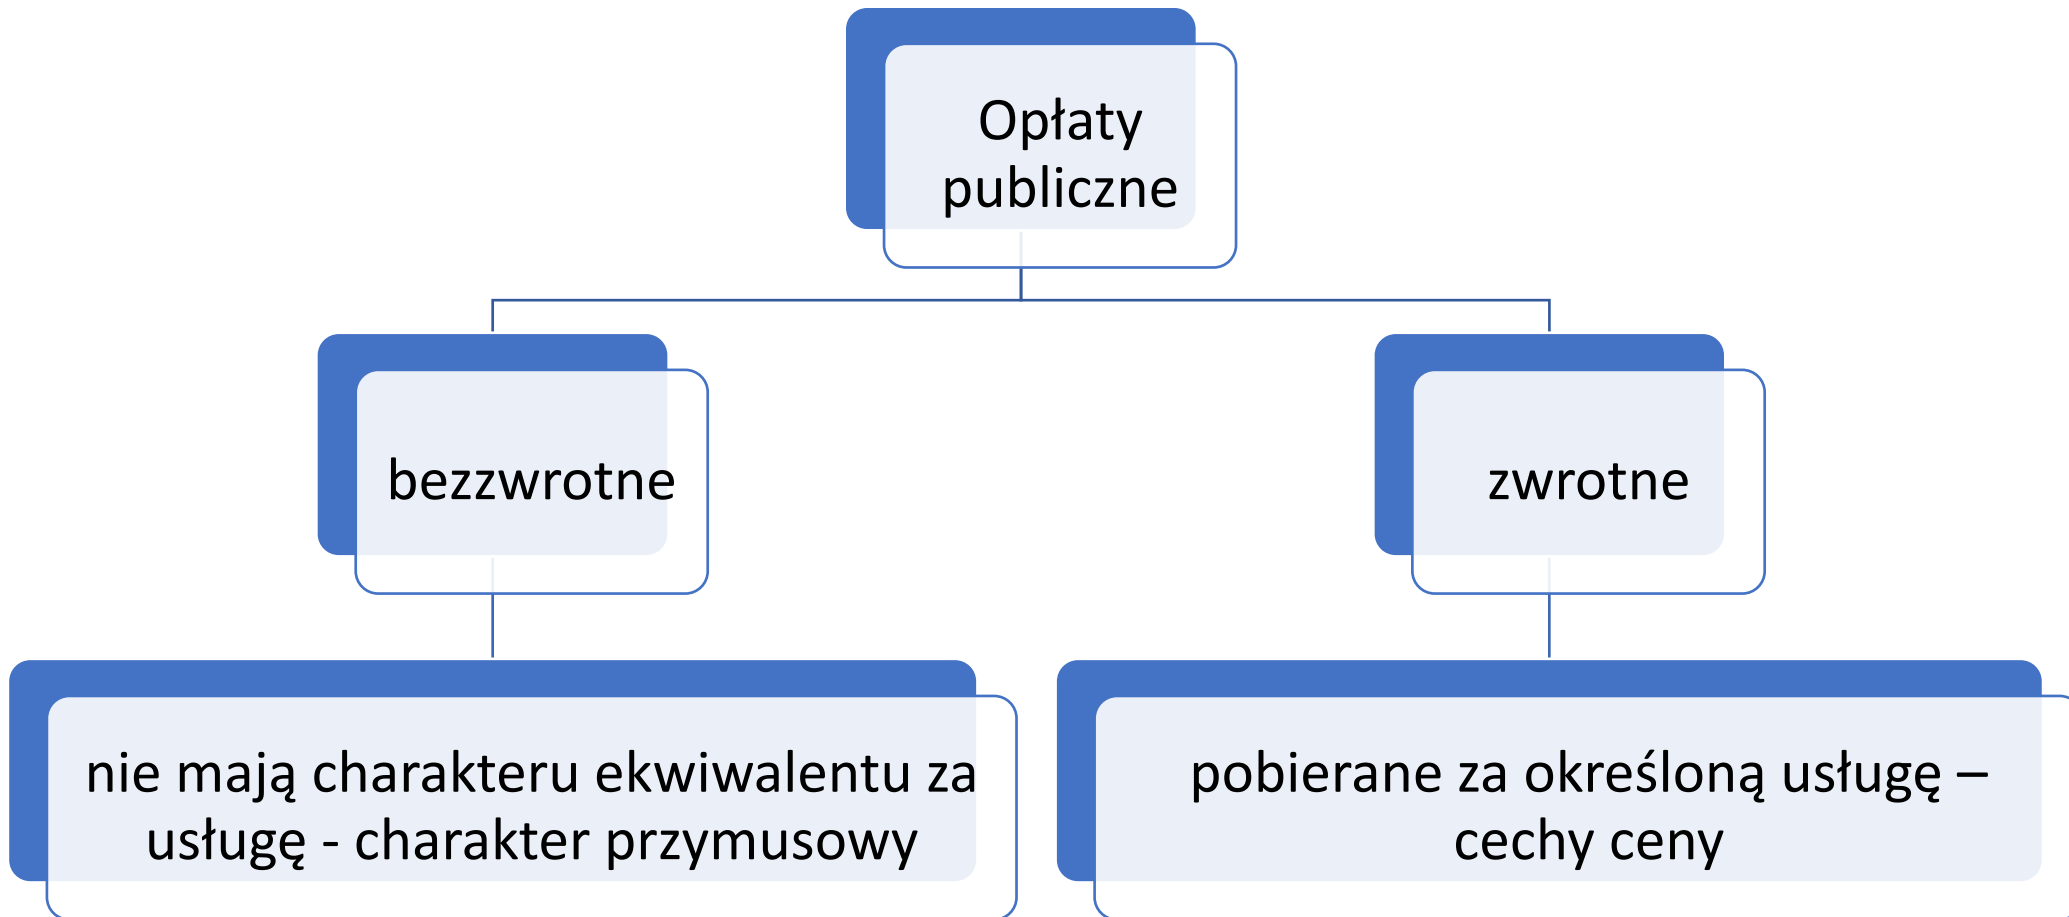 Opłaty
publiczne
bezzwrotne
zwrotne
nie mają charakteru ekwiwalentu za
usługę - charakter przymusowy
pobierane za określoną usługę –
cechy ceny